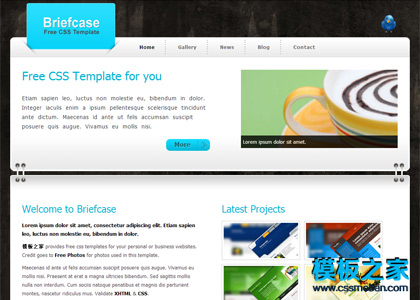 Briefcase
Free CSS Template
Home Gallery News Blog Contact
Free CSS Template for you
Etiam sapien leo, luctus non molestie eu, bibendum in dolor.
Integer iaculis enim a ipsum pellentesque scelerisque tincidunt
ante dictum. Maecenas id ante ut felis accumsan suscipit
posuere quis augue. Vivamus eu mollis nisi.
More
Lorem ipsum dolor sit amet.
Welcome to Briefcase
Lorem ipsum dolor sit amet, consectetur adipiscing elit.
Etiam sapien leo, luctus non molestie eu, bibendum in dolor.
模板之家 provides free css templates for your personal or business websites.
Credit goes to Free Photos for photos used in this template.
Maecenas id ante ut felis accumsan suscipit posuere quis augue. Vivamus eu mollis
nisi. Praesent erat a magna ultricies bibendum. Sed sagittis mollis
non luctus interdum. Cum sociis natoque penatibus et magnis dis parturient
montes, nascetur ridiculus mus. Validate XHTML & CSS.
Latest Projects
模板之家
www.cssmoban.com